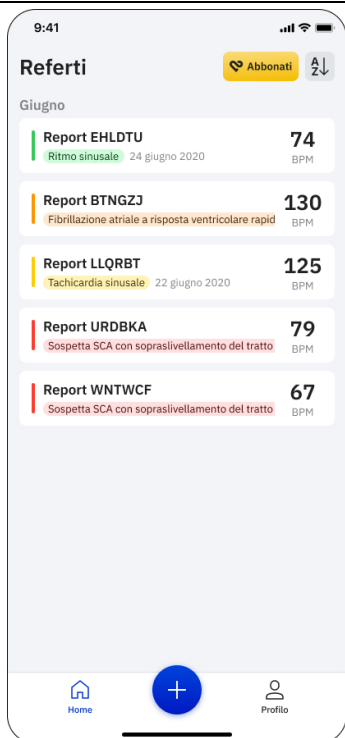 9:41
Referti
Abbonati
Giugno
Report EHLDTU
74
Ritmo sinusale 24 giugno 2020
BPM
Report BTNGZJ
130
Fibrillazione atriale a risposta ventricolare rapid
BPM
Report LLQRBT
125
Tachicardia sinusale 22 giugno 2020
BPM
Report URDBKA
79
Sospetta SCA con sopraslivellamento del tratto
BPM
Report WNTWCF
67
Sospetta SCA con sopraslivellamento del tratto
BPM
Home
Profilo